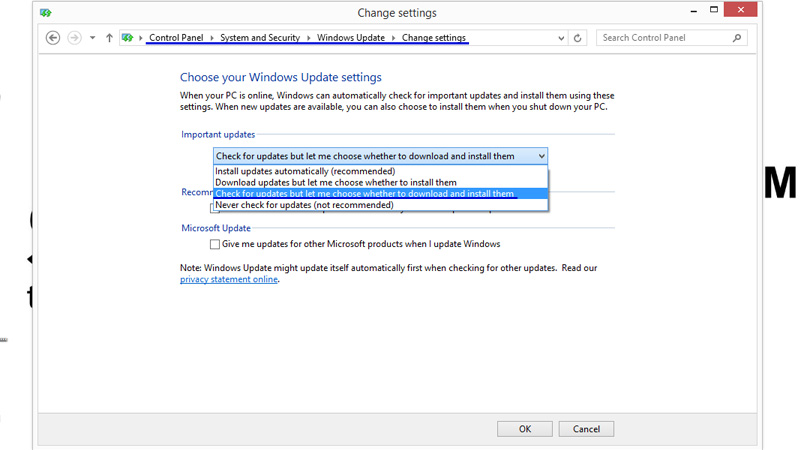 Change settings
Control Panel System and Security Windows Update Change settings
Search Control Panel
Choose your Windows Update settings
When your PC is online, Windows can automatically check for important updates and install them using these
settings. When new updates are available, you can also choose to install them when you shut down your PC.
Important updates
Check for updates but let me choose whether to download and install them
Install updates automatically (recommended)
Download updates but let me choose whether to install them
Check for updates but let me choose whether to download and install them
Recomm
Never check for updates (not recommended)
Microsoft Update
Give me updates for other Microsoft products when I update Windows
Note: Windows Update might update itself automatically first when checking for other updates. Read our
privacy statement online.
OK Cancel
M